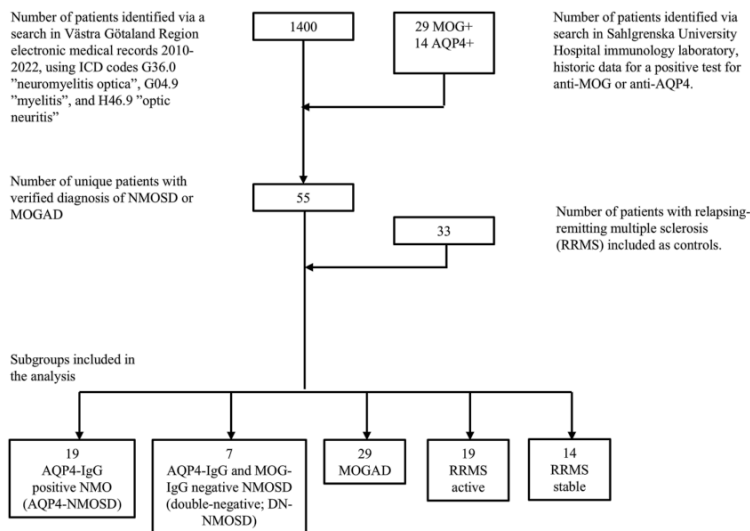 Number of patients identified via a
search in Västra Götaland Region
electronic medical records 2010-
2022, using ICD codes G36.0
”neuromyelitis optica”, G04.9
”myelitis”, and H46.9 ”optic
neuritis”
1400
29 MOG+
14 AQP4+
Number of patients identified via
search in Sahlgrenska University
Hospital immunology laboratory,
historic data for a positive test for
anti-MOG or anti-AQP4.
Number of unique patients with
verified diagnosis of NMOSD or
MOGAD
55
33
Number of patients with relapsing-
remitting multiple sclerosis
(RRMS) included as controls.
Subgroups included in
the analysis
19
AQP4-IgG
positive NMO
(AQP4-NMOSD)
7
AQP4-IgG and MOG-
IgG negative NMOSD
(double-negative; DN-
NMOSD)
29
MOGAD
19
RRMS
active
14
RRMS
stable